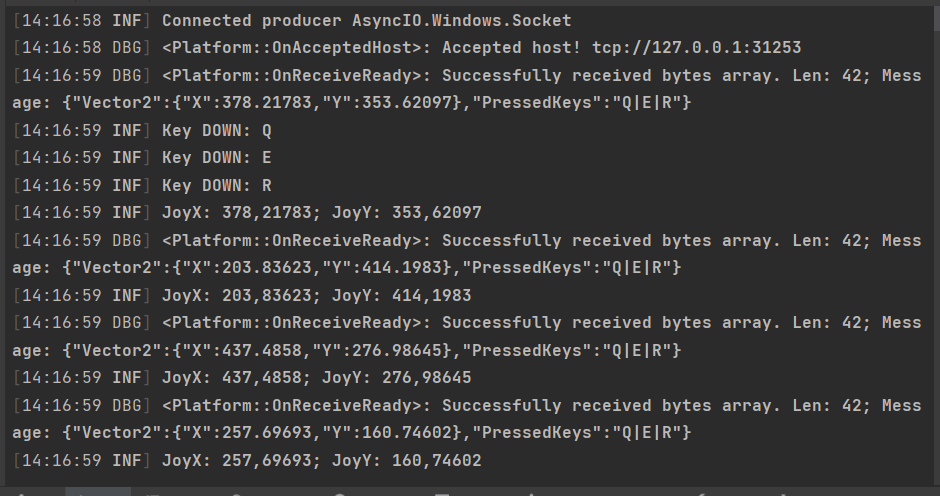 [14:16:58 INF] Connected producer AsyncIO.Windows.Socket
[14:16:58 DBG] <Platform::OnAcceptedHost>: Accepted host! tcp://127.0.0.1:31253
[14:16:59 DBG] <Platform::OnReceiveReady>: Successfully received bytes array. Len: 42; Mess
age: {"Vector2":{"X":378.21783,"Y":353.62097},"PressedKeys":"Q|E|R"}
[14:16:59 INF] Key DOWN: Q
[14:16:59 INF] Key DOWN: E
[14:16:59 INF] Key DOWN: R
[14:16:59 INF] JoyX: 378,21783; JoyY: 353,62097
[14:16:59 DBG] <Platform::OnReceiveReady>: Successfully received bytes array. Len: 42; Mess
age: {"Vector2":{"X":203.83623,"Y":414.1983},"PressedKeys":"Q|E|R"}
[14:16:59 INF] JoyX: 203,83623; JoyY: 414,1983
[14:16:59 DBG] <Platform::OnReceiveReady>: Successfully received bytes array. Len: 42; Mess
age: {"Vector2":{"X":437.4858,"Y":276.98645},"PressedKeys":"Q|E|R"}
[14:16:59 INF] JoyX: 437,4858; JoyY: 276,98645
[14:16:59 DBG] <Platform::OnReceiveReady>: Successfully received bytes array. Len: 42; Mess
age: {"Vector2":{"X":257.69693,"Y":160.74602},"PressedKeys":"Q|E|R"}
[14:16:59 INF] JoyX: 257,69693; JoyY: 160,74602